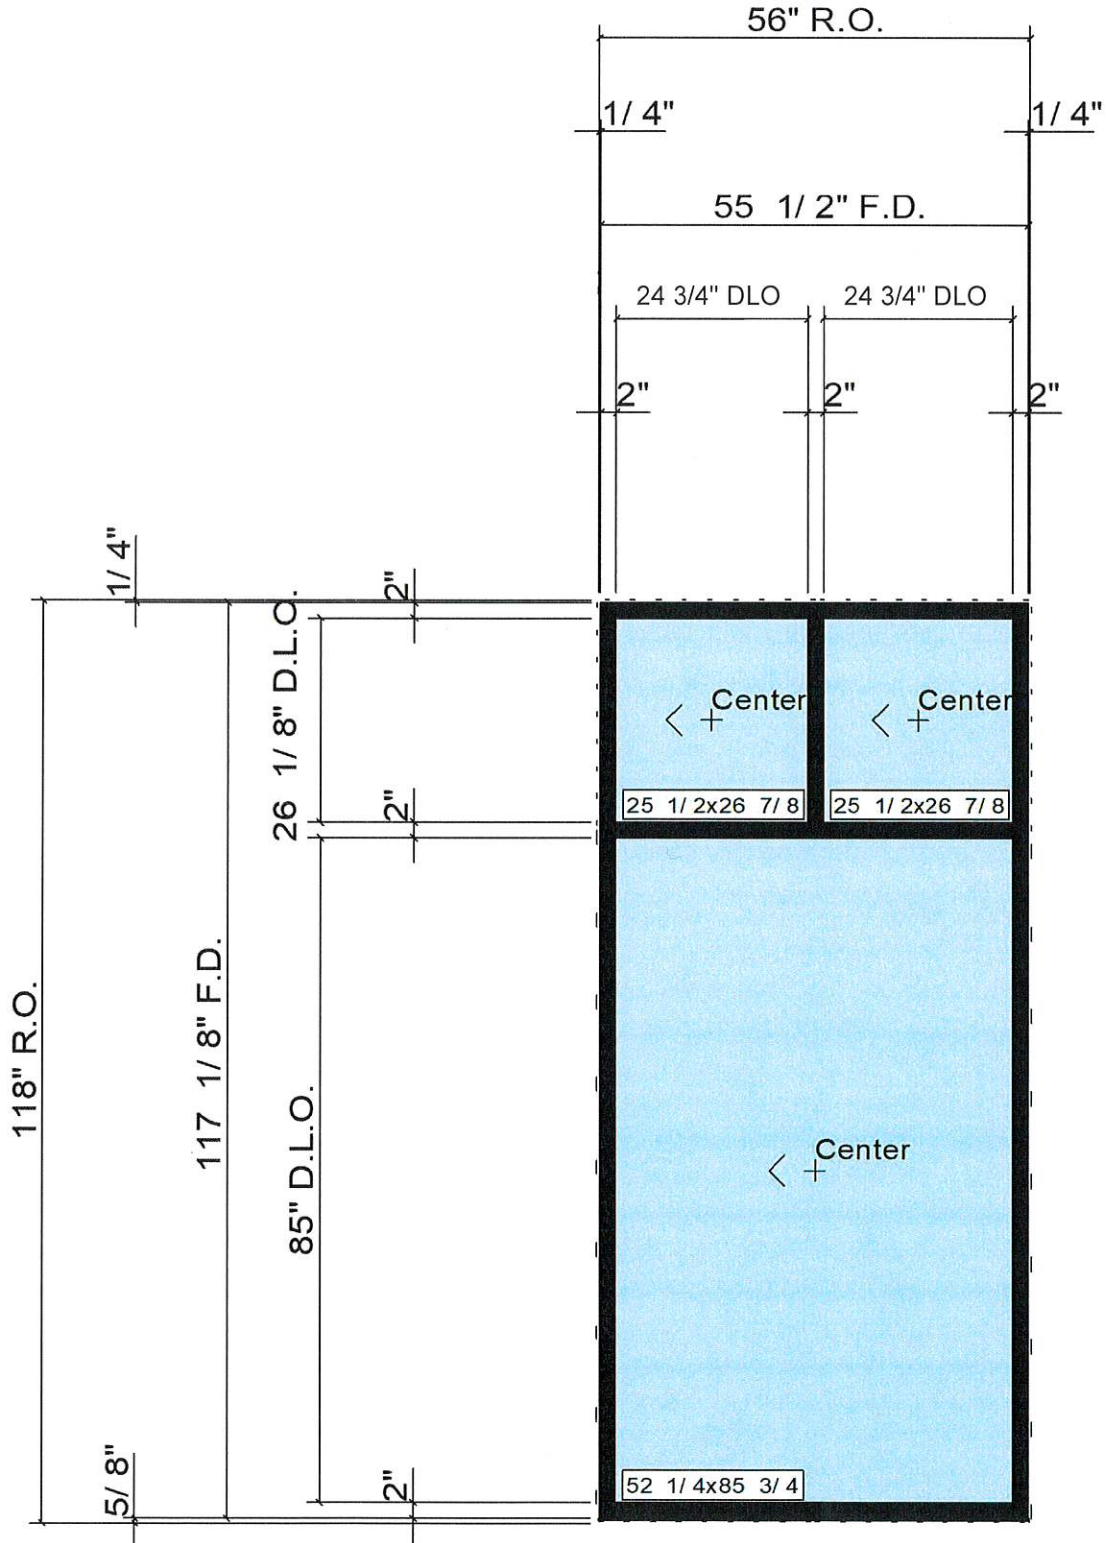 56" R.O.
1/ 4"
1/ 4"
55 1/ 2" F.D.
24 3/4" DLO
24 3/4" DLO
2"
2"
2"
1/ 4"
2"
26 1/ 8" D.L.O.
Center
Center
2"
25 1/ 2x26 7/ 8
25 1/ 2x26 7/ 8
118" R.O.
117 1/ 8" F.D.
85" D.L.O.
Center
5/ 8"
2"
52 1/ 4x85 3/ 4